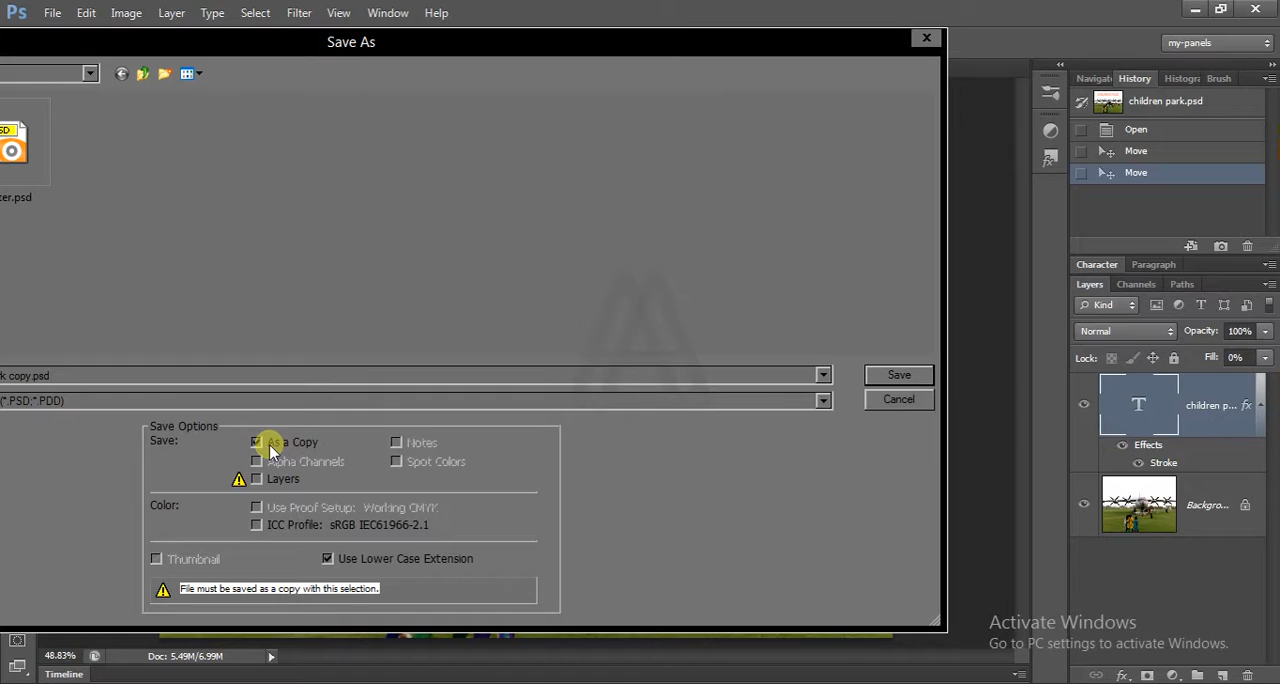 Ps File Edit Image Layer Type Select Filter View Window Help
Save As
my-panels
Navigat Histogra Brush
History
children park.psd
Open
Move
Move
SD
ter.psd
Character Paragraph
Layers Channels Paths
Kind
Normal Opacity: 100%
Lock: Fill: 0%
k copy.psd
Save
(*.PSD;*.PDD)
Cancel
T children p... fx
Effects
Stroke
Backgro...
Save Options
Save: As a Copy Notes
Alpha Channels Spot Colors
Layers
Color: Use Proof Setup: Working CMYK
ICC Profile: sRGB IEC61966-2.1
Thumbnail Use Lower Case Extension
File must be saved as a copy with this selection.
Activate Windows
Go to PC settings to activate Windows.
48.83% Doc: 5.49M/6.99M
Timeline